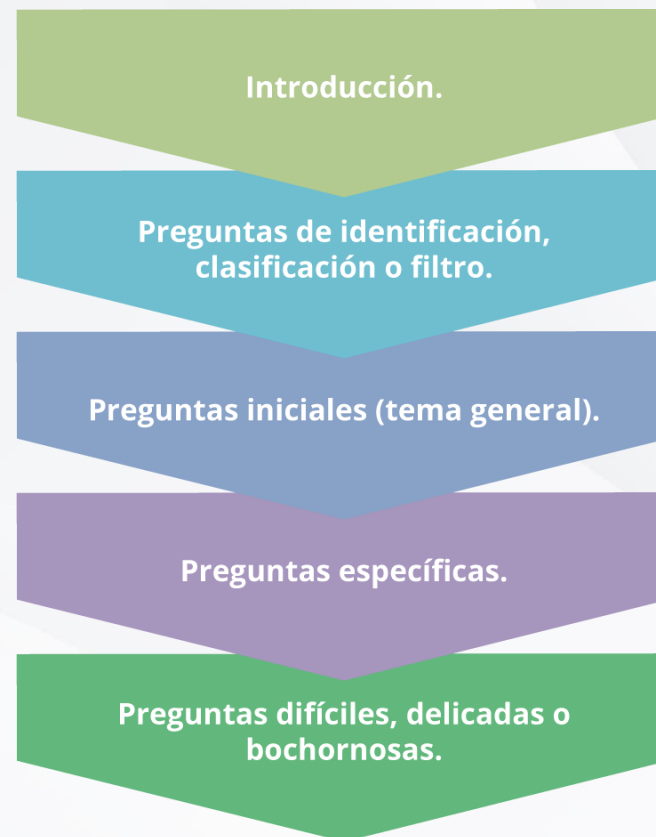 Introducción.
Preguntas de identificación,
clasificación o filtro.
Preguntas iniciales (tema general).
Preguntas específicas.
Preguntas difíciles, delicadas o
bochornosas.